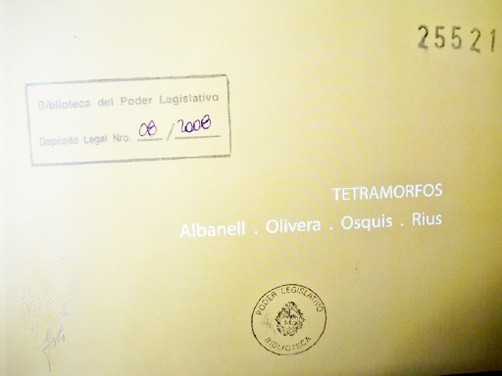 25521
Biblioteca del Poder Legislativo
Depósito Legal Nro. 08 / 2008
TETRAMORFOS
Albanell . Olivera . Osquis . Rius
PODER LEGISLATIVO
BIBLIOTECA